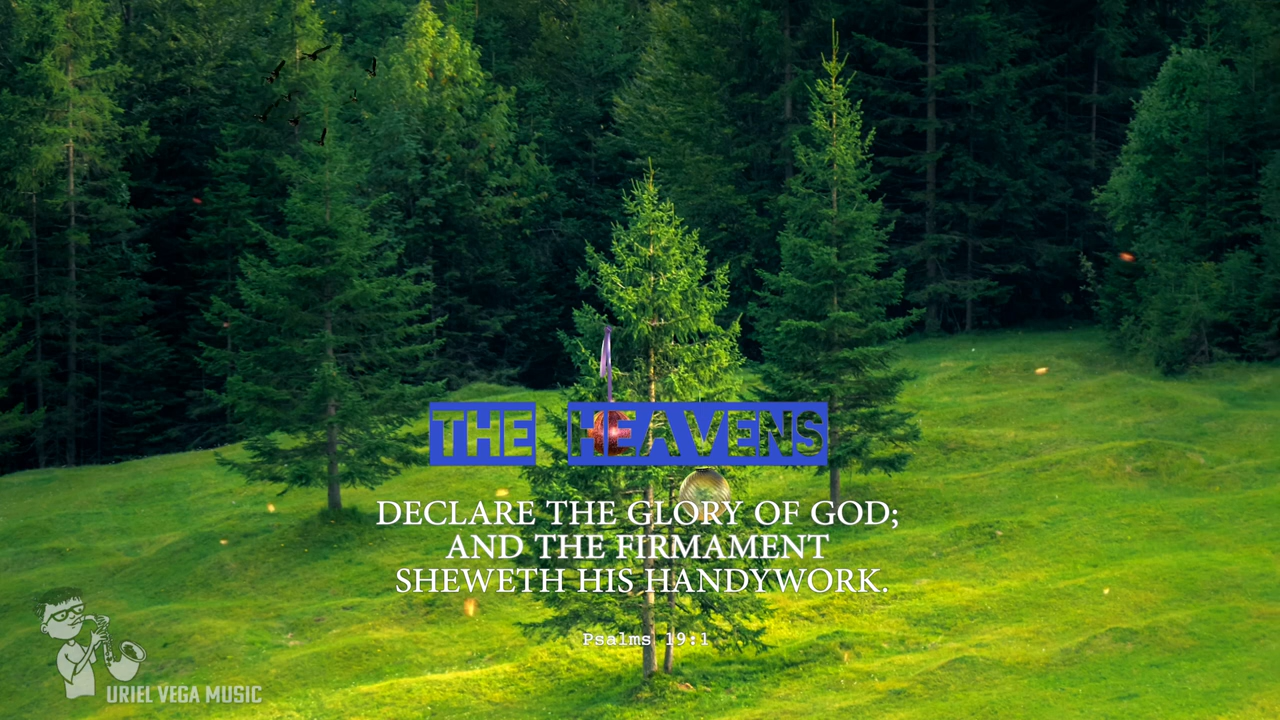 THE HEAVENS
DECLARE THE GLORY OF GOD;
AND THE FIRMAMENT
SHEWETH HIS HANDYWORK.
Psalms 19:1
URIEL VEGA MUSIC